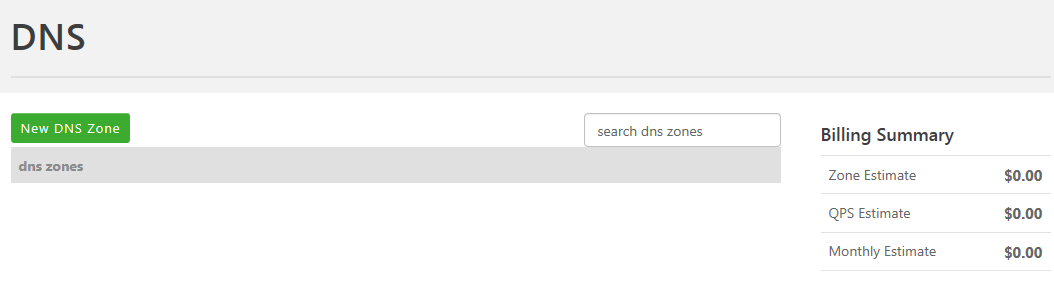 DNS
New DNS Zone
search dns zones
dns zones
Billing Summary
Zone Estimate $0.00
QPS Estimate $0.00
Monthly Estimate $0.00